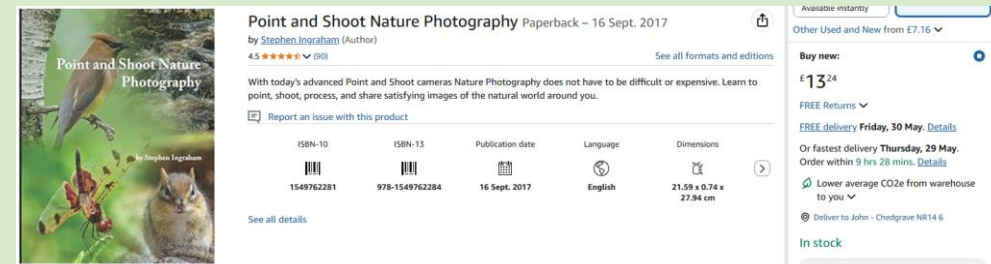 Point and Shoot Nature
Photography
by Stephen Ingraham
Point and Shoot Nature Photography Paperback – 16 Sept. 2017
by Stephen Ingraham (Author)
4.5 (90)
See all formats and editions
With today's advanced Point and Shoot cameras Nature Photography does not have to be difficult or expensive. Learn to
point, shoot, process, and share satisfying images of the natural world around you.
Report an issue with this product
ISBN-10
1549762281
ISBN-13
978-1549762284
Publication date
16 Sept. 2017
Language
English
Dimensions
21.59 x 0.74 x
27.94 cm
See all details
Available instantly
Other Used and New from £7.16
Buy new:
£1324
FREE Returns
FREE delivery Friday, 30 May. Details
Or fastest delivery Thursday, 29 May.
Order within 9 hrs 28 mins. Details
Lower average CO2e from warehouse
to you
Deliver to John - Chedgrave NR14 6
In stock